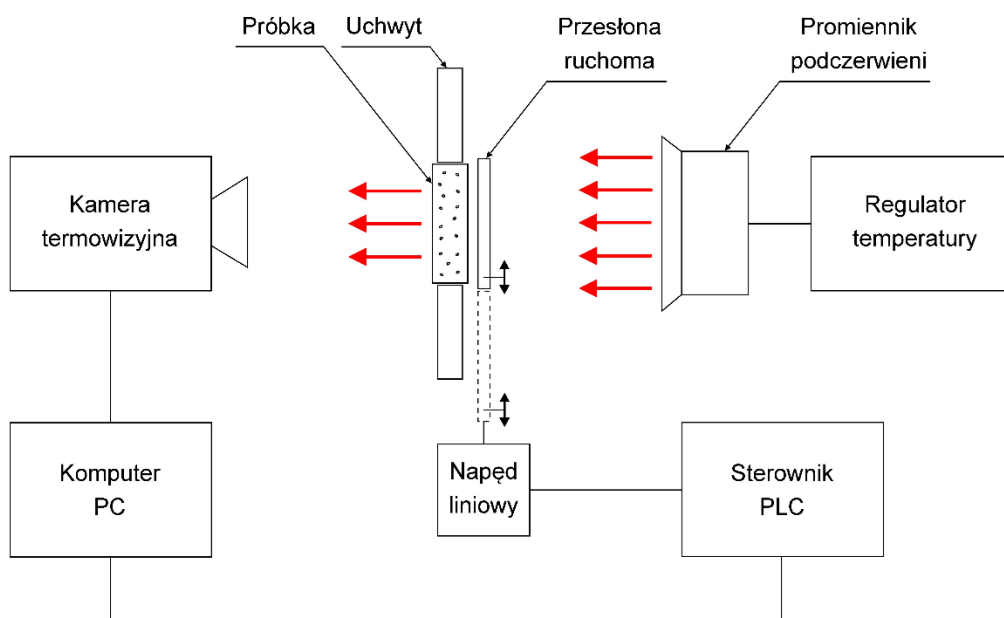 Próbka
Uchwyt
Przesłona
ruchoma
Promiennik
podczerwieni
Kamera
termowizyjna
Regulator
temperatury
Komputer
PC
Napęd
liniowy
Sterownik
PLC